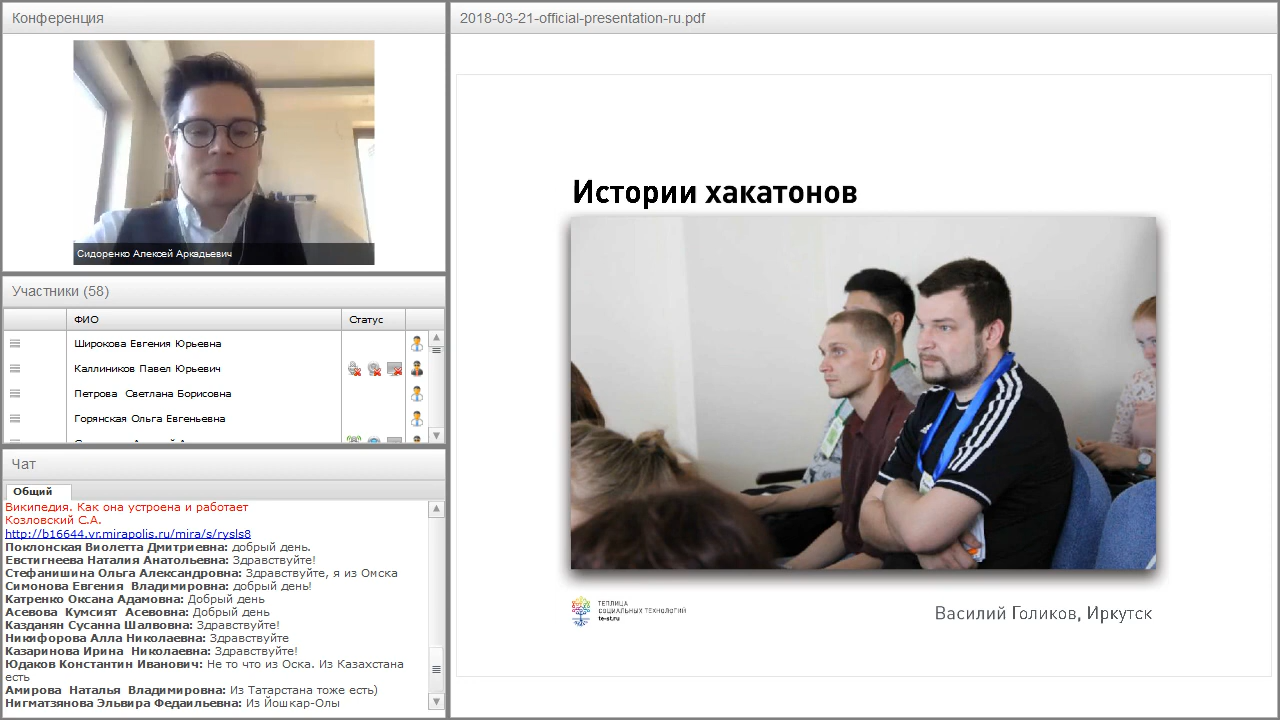 Конференция
Сидоренко Алексей Аркадьевич
Участники (58)
ФИО
Статус
Широкова Евгения Юрьевна
Каллиников Павел Юрьевич
Петрова  Светлана Борисовна
Горянская Ольга Евгеньевна
Чат
Общий
Википедия. Как она устроена и работает
Козловский С.А.
http://b16644.vr.mirapolis.ru/mira/s/rysls8
Поклонская Виолетта Дмитриевна: добрый день.
Евстигнеева Наталия Анатольевна: Здравствуйте!
Стефанишина Ольга Александровна: Здравствуйте, я из Омска
Симонова Евгения  Владимировна: добрый день!
Катренко Оксана Адамовна: Добрый день
Асевова  Кумсият  Асевовна: Добрый день
Казданян Сусанна Шалвовна: Здравствуйте!
Никифорова Алла Николаевна: Здравствуйте
Казаринова Ирина  Николаевна: Здравствуйте!
Юдаков Константин Иванович: Не то что из Оска. Из Казахстана
есть
Амирова  Наталья  Владимировна: Из Татарстана тоже есть)
Нигматзянова Эльвира Федаильевна: Из Йошкар-Олы
2018-03-21-official-presentation-ru.pdf
Истории хакатонов
ТЕПЛИЦА
СОЦИАЛЬНЫХ ТЕХНОЛОГИЙ
te-st.ru
Василий Голиков, Иркутск